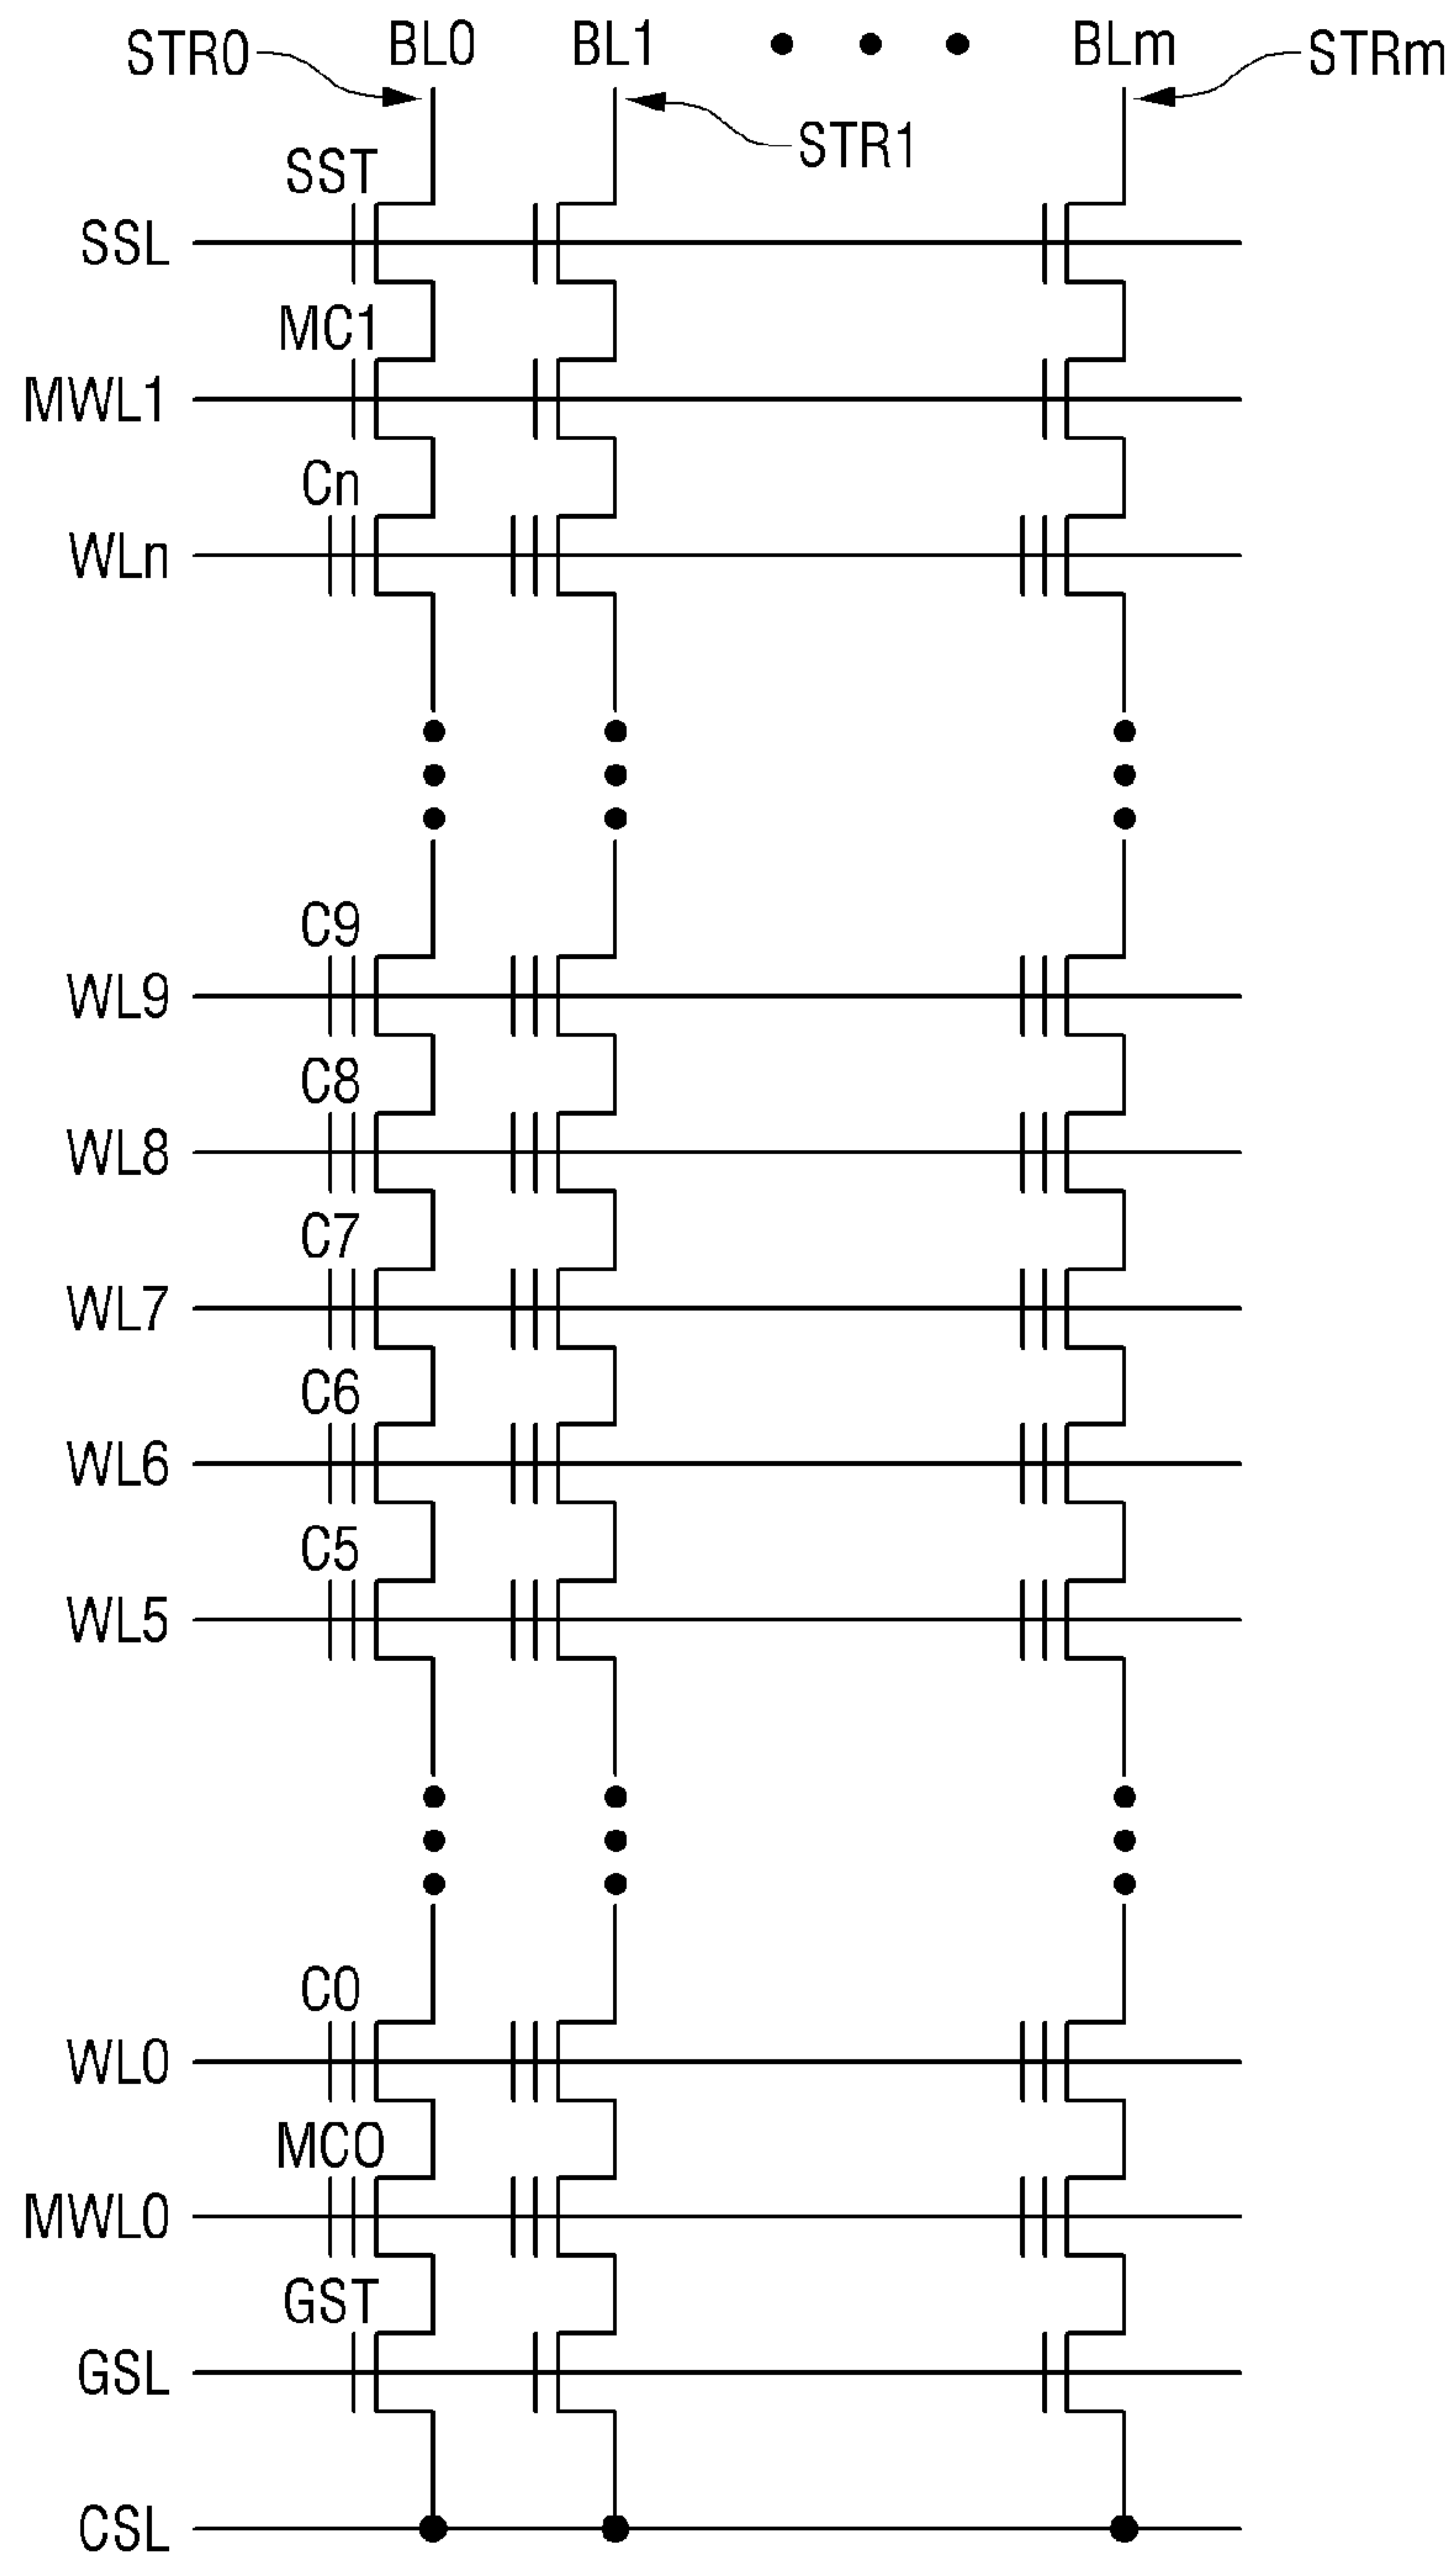 STR0 BL0 BL1 BLm STRm
STR1
SST
SSL
MC1
MWL1
Cn
WLn
C9
WL9
C8
WL8
C7
WL7
C6
WL6
C5
WL5
C0
WL0
MC0
MWL0
GST
GSL
CSL